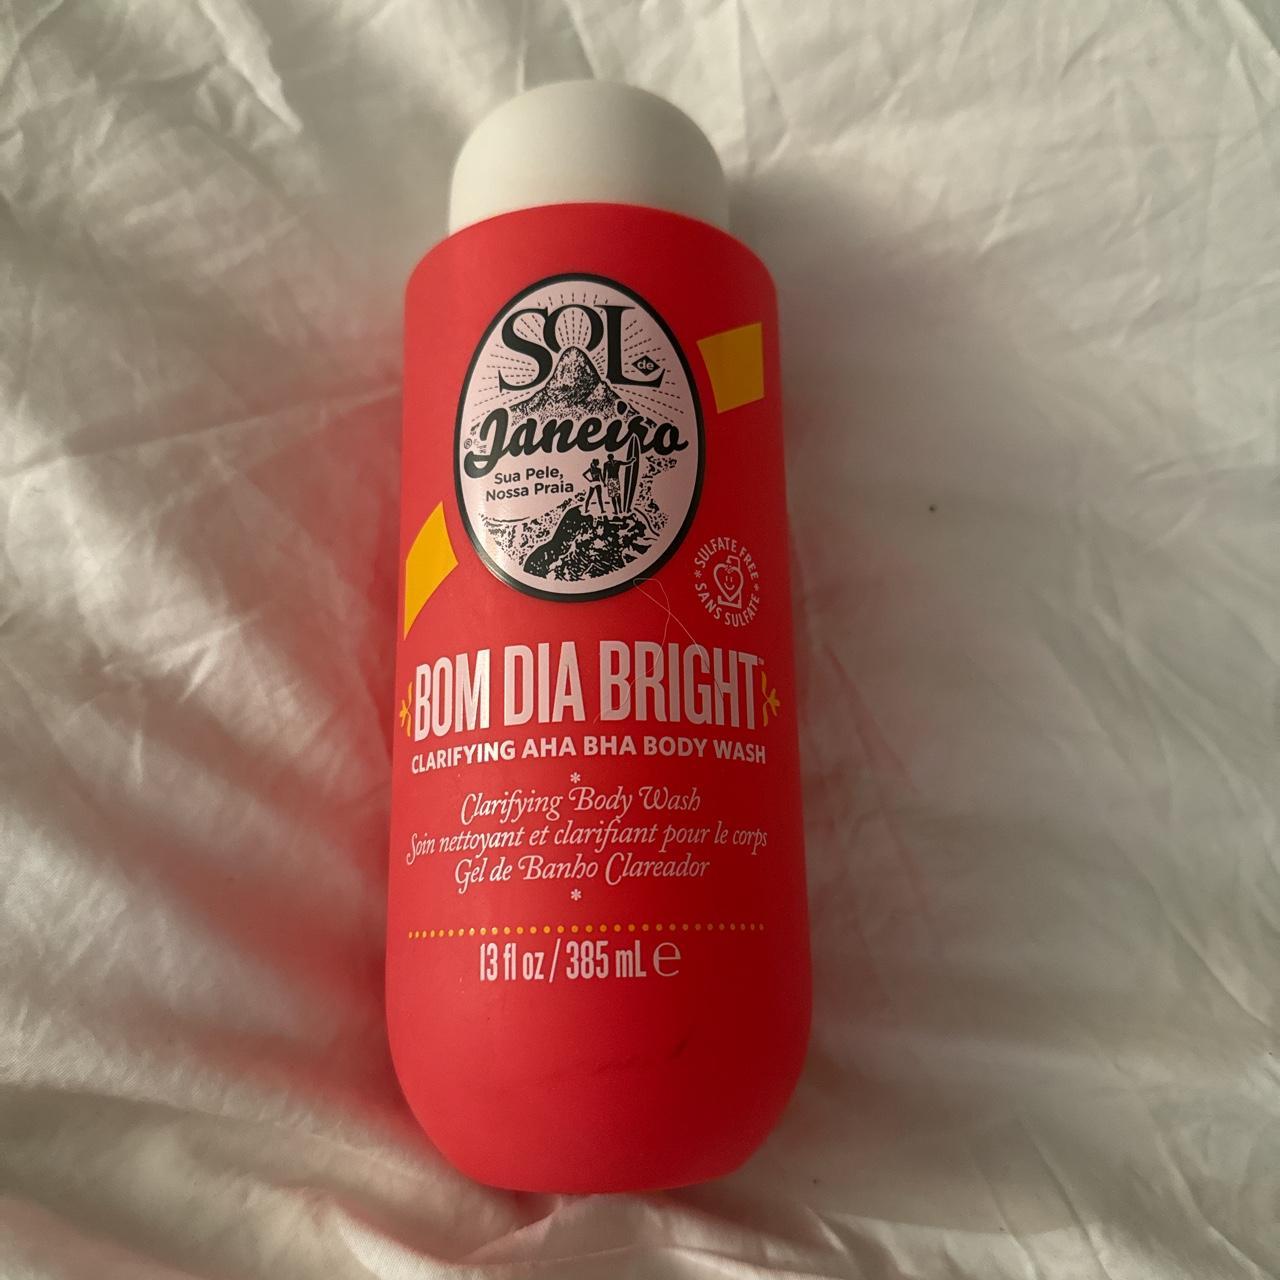 SOL de
Janeiro®
Sua Pele,
Nossa Praia
* SULFATE FREE *
SANS SULFATE
BOM DIA BRIGHT™
CLARIFYING AHA BHA BODY WASH
*
Clarifying Body Wash
Soin nettoyant et clarifiant pour le corps
Gel de Banho Clareador
*
13 fl oz / 385 mL e